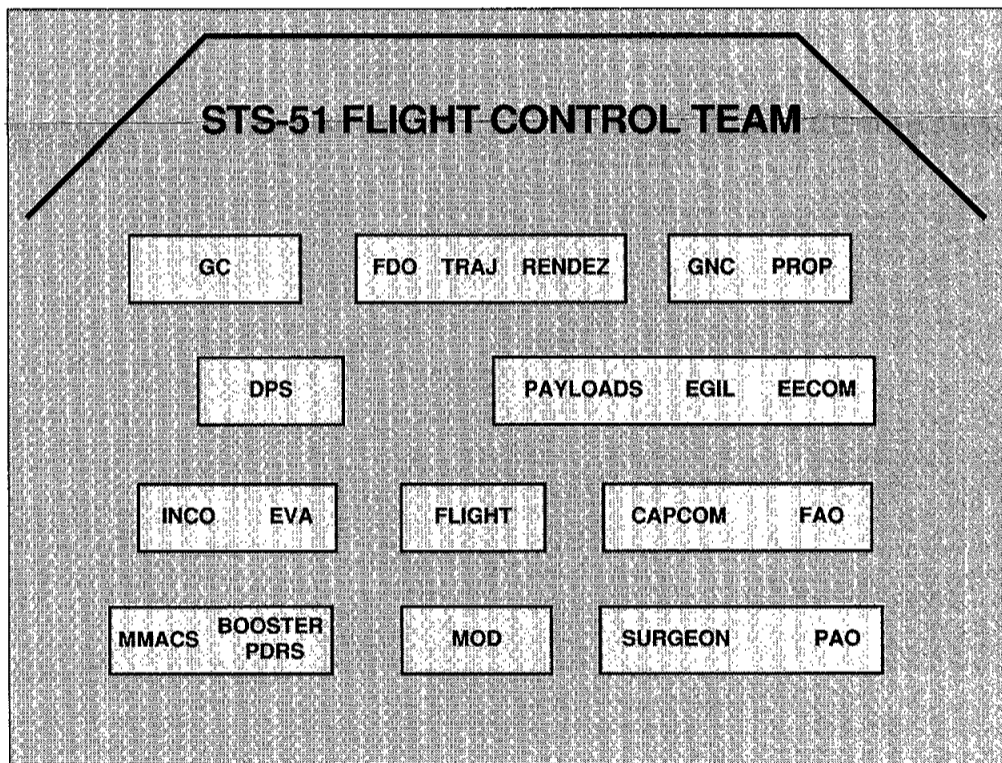 STS-51 FLIGHT CONTROL TEAM
GC
FDO TRAJ RENDEZ
GNC PROP
DPS
PAYLOADS EGIL EECOM
INCO EVA
FLIGHT
CAPCOM FAO
MMACS
BOOSTER
PDRS
MOD
SURGEON PAO